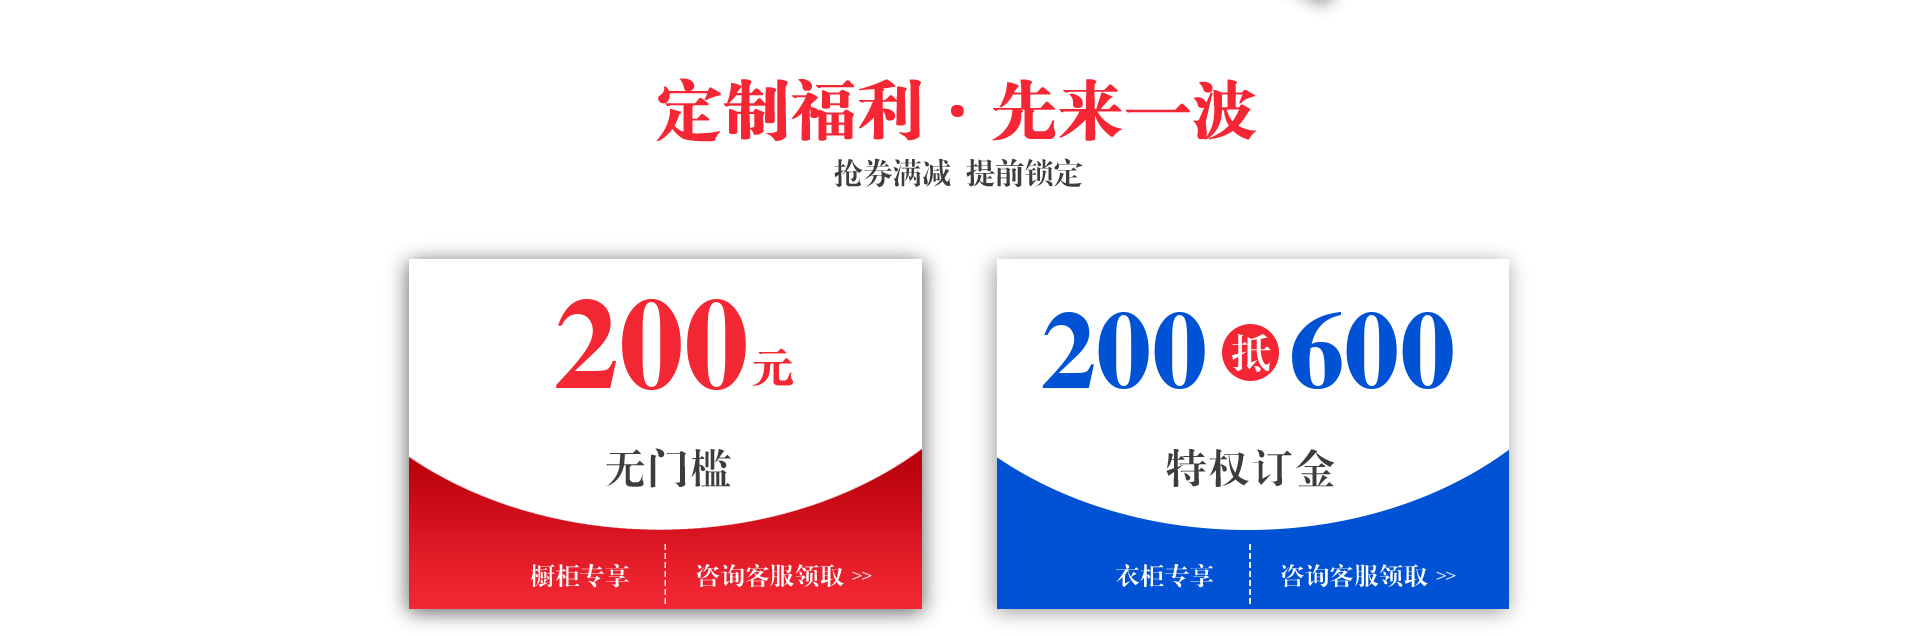 定制福利·先来一波
抢券满减 提前锁定
200元
无门槛
橱柜专享 咨询客服领取 >>
200抵600
特权订金
衣柜专享 咨询客服领取 >>